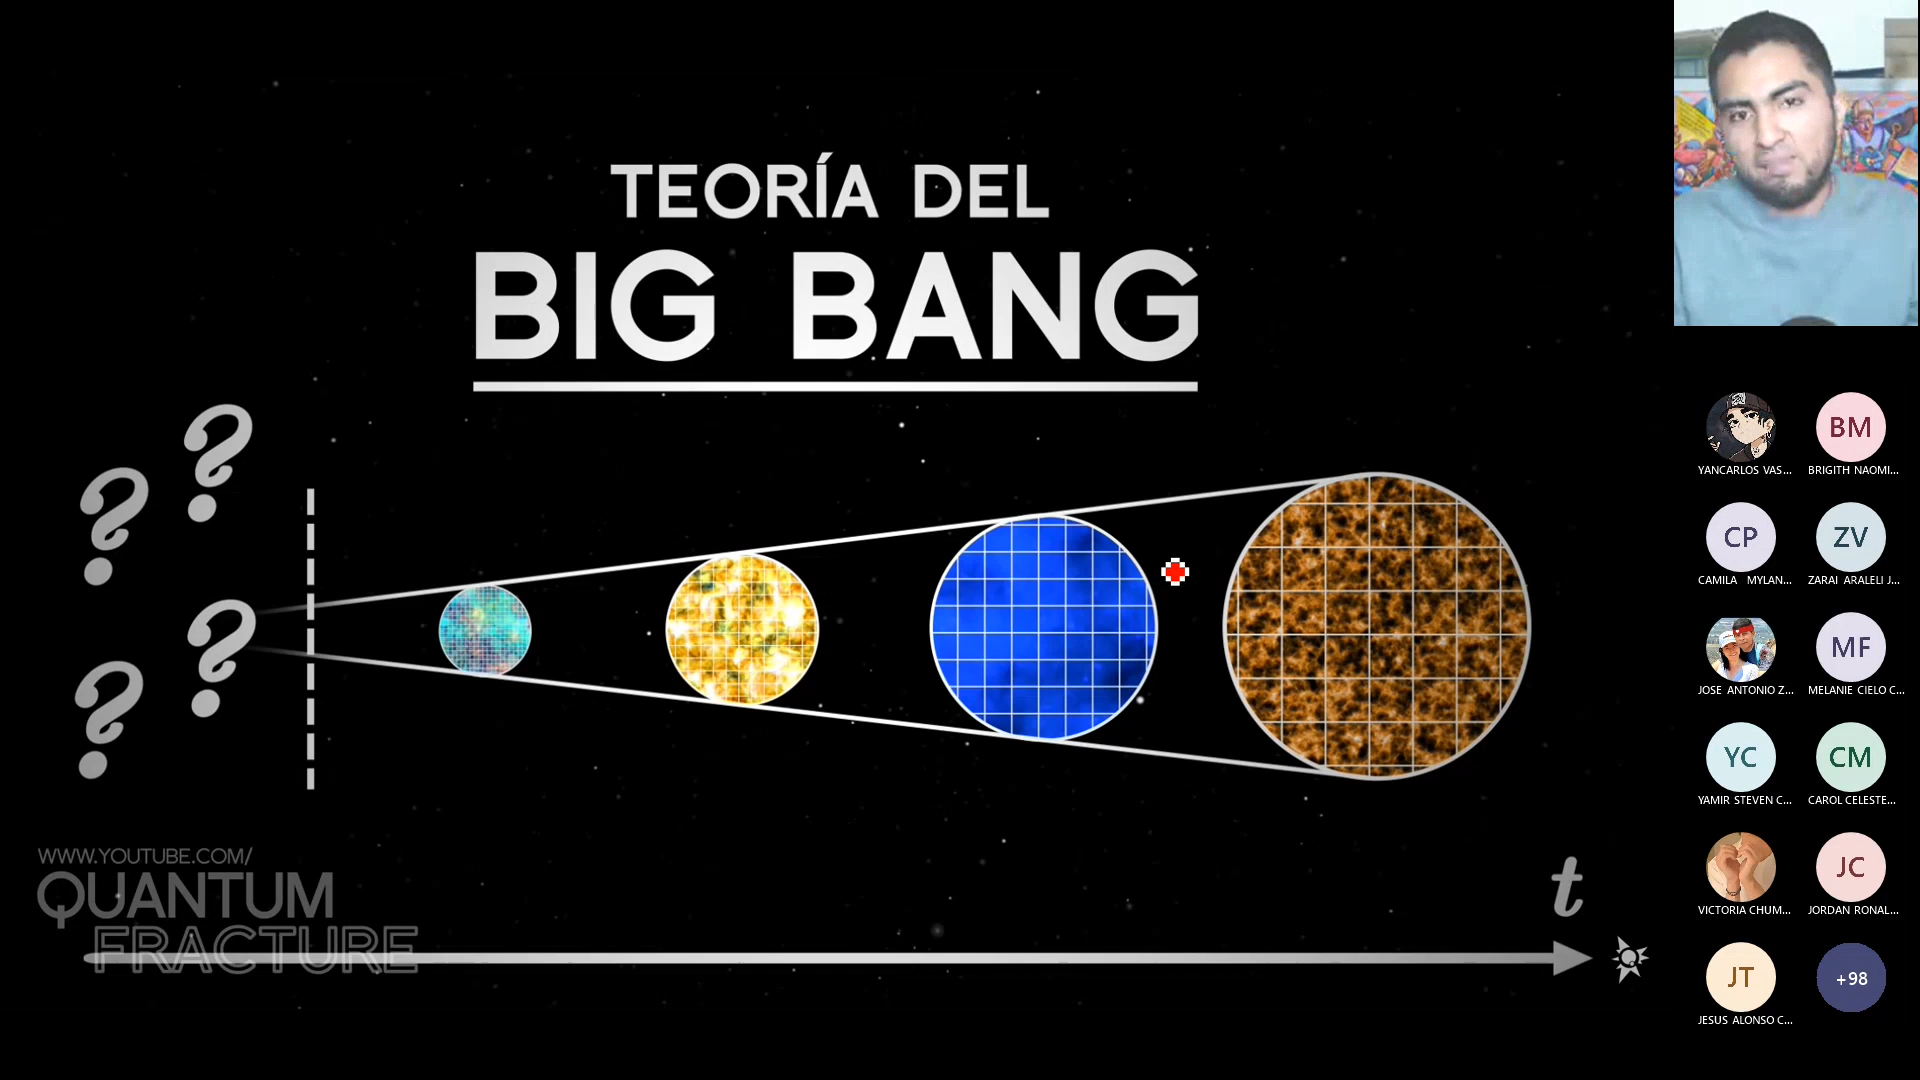 TEORÍA DEL
BIG BANG
?
?
?
?
WWW.YOUTUBE.COM/
QUANTUM
FRACTURE
t
YANCARLOS VAS...
BM
BRIGITH NAOMI...
CP
CAMILA MYLAN...
ZV
ZARAI ARALELI J...
JOSE ANTONIO Z...
MF
MELANIE CIELO C...
YC
YAMIR STEVEN C...
CM
CAROL CELESTE...
VICTORIA CHUM...
JC
JORDAN RONAL...
JT
JESUS ALONSO C...
+98